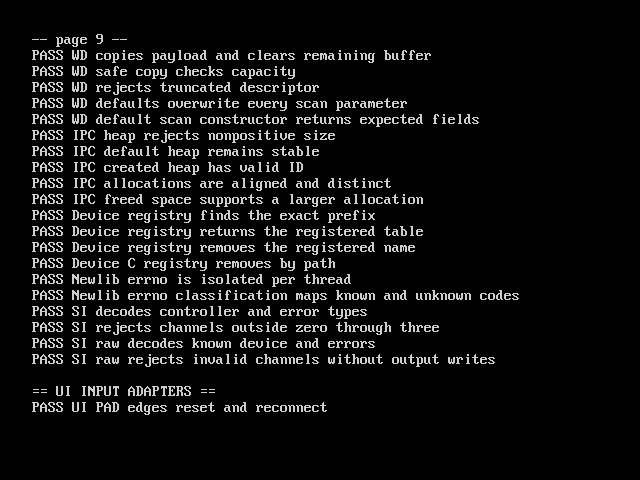 -- page 9 --
PASS WD copies payload and clears remaining buffer
PASS WD safe copy checks capacity
PASS WD rejects truncated descriptor
PASS WD defaults overwrite every scan parameter
PASS WD default scan constructor returns expected fields
PASS IPC heap rejects nonpositive size
PASS IPC default heap remains stable
PASS IPC created heap has valid ID
PASS IPC allocations are aligned and distinct
PASS IPC freed space supports a larger allocation
PASS Device registry finds the exact prefix
PASS Device registry returns the registered table
PASS Device registry removes the registered name
PASS Device C registry removes by path
PASS Newlib errno is isolated per thread
PASS Newlib errno classification maps known and unknown codes
PASS SI decodes controller and error types
PASS SI rejects channels outside zero through three
PASS SI raw decodes known device and errors
PASS SI raw rejects invalid channels without output writes
== UI INPUT ADAPTERS ==
PASS UI PAD edges reset and reconnect